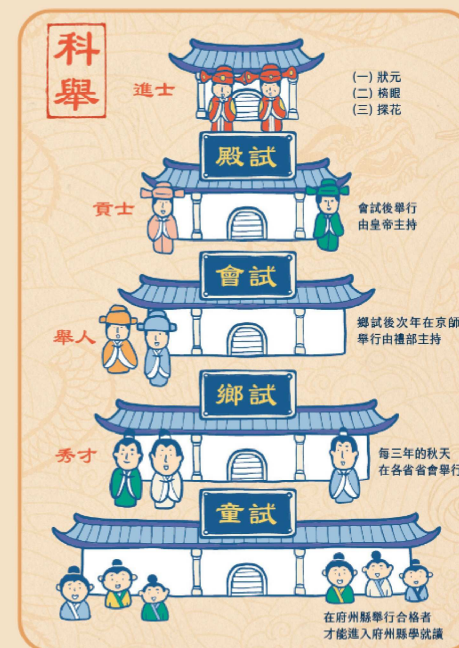 科
舉
進士
(一) 狀元
(二) 榜眼
(三) 探花
殿試
貢士
會試後舉行
由皇帝主持
會試
舉人
鄉試後次年在京師
舉行由禮部主持
鄉試
秀才
每三年的秋天
在各省省會舉行
童試
在府州縣舉行合格者
才能進入府州縣學就讀